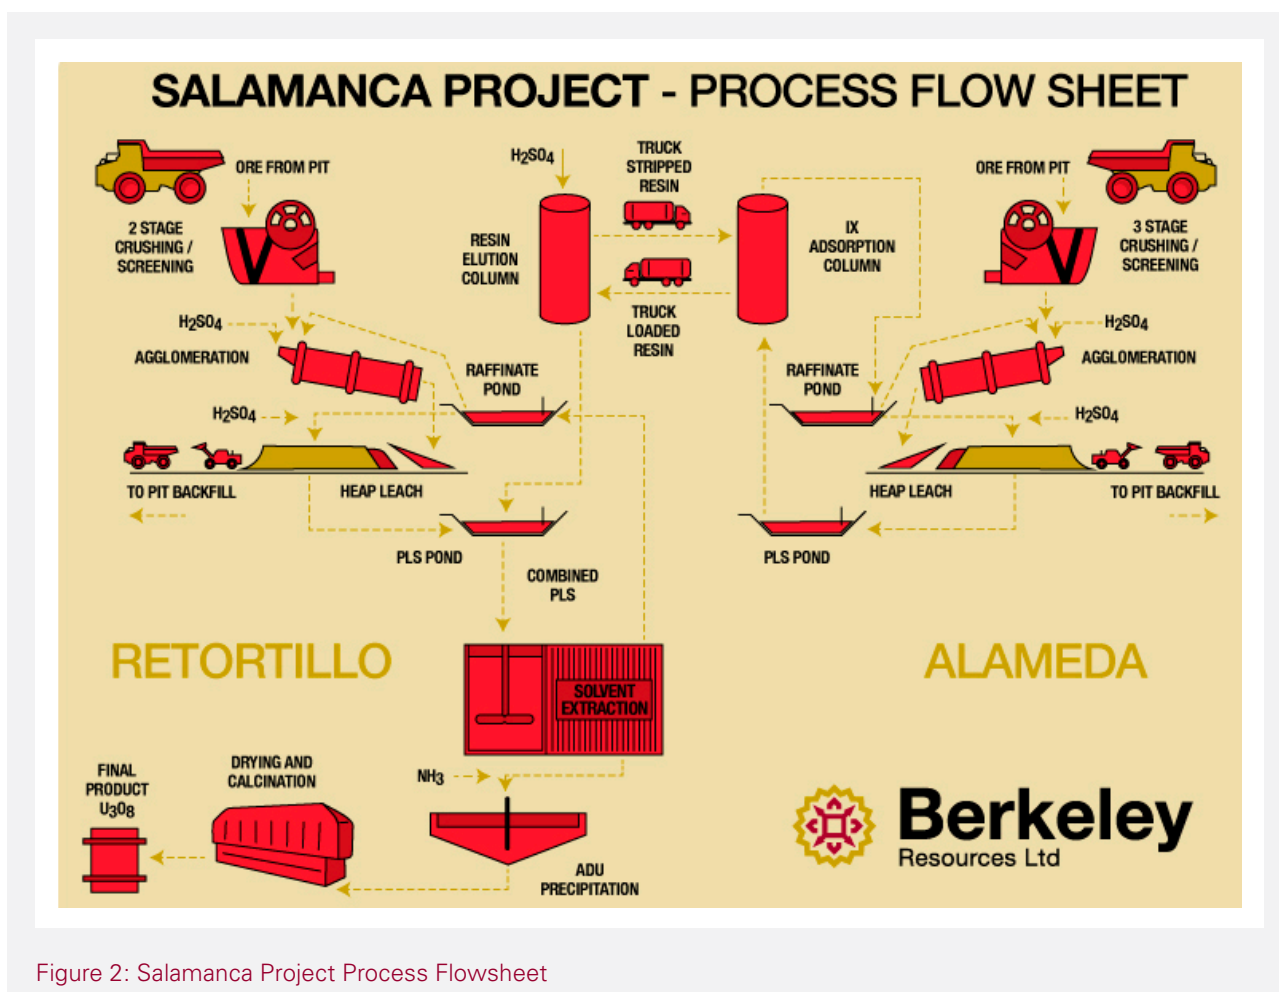 SALAMANCA PROJECT - PROCESS FLOW SHEET
ORE FROM PIT
2 STAGE
CRUSHING /
SCREENING
H2SO4
AGGLOMERATION
H2SO4
TO PIT BACKFILL
HEAP LEACH
RAFFINATE
POND
PLS POND
H2SO4
RESIN
ELUTION
COLUMN
TRUCK
STRIPPED
RESIN
TRUCK
LOADED
RESIN
IX
ADSORPTION
COLUMN
ORE FROM PIT
3 STAGE
CRUSHING /
SCREENING
H2SO4
AGGLOMERATION
RAFFINATE
POND
H2SO4
HEAP LEACH
TO PIT BACKFILL
PLS POND
COMBINED
PLS
RETORTILLO
ALAMEDA
SOLVENT
EXTRACTION
NH3
ADU
PRECIPITATION
DRYING AND
CALCINATION
FINAL
PRODUCT
U3O8
Berkeley
Resources Ltd
Figure 2: Salamanca Project Process Flowsheet